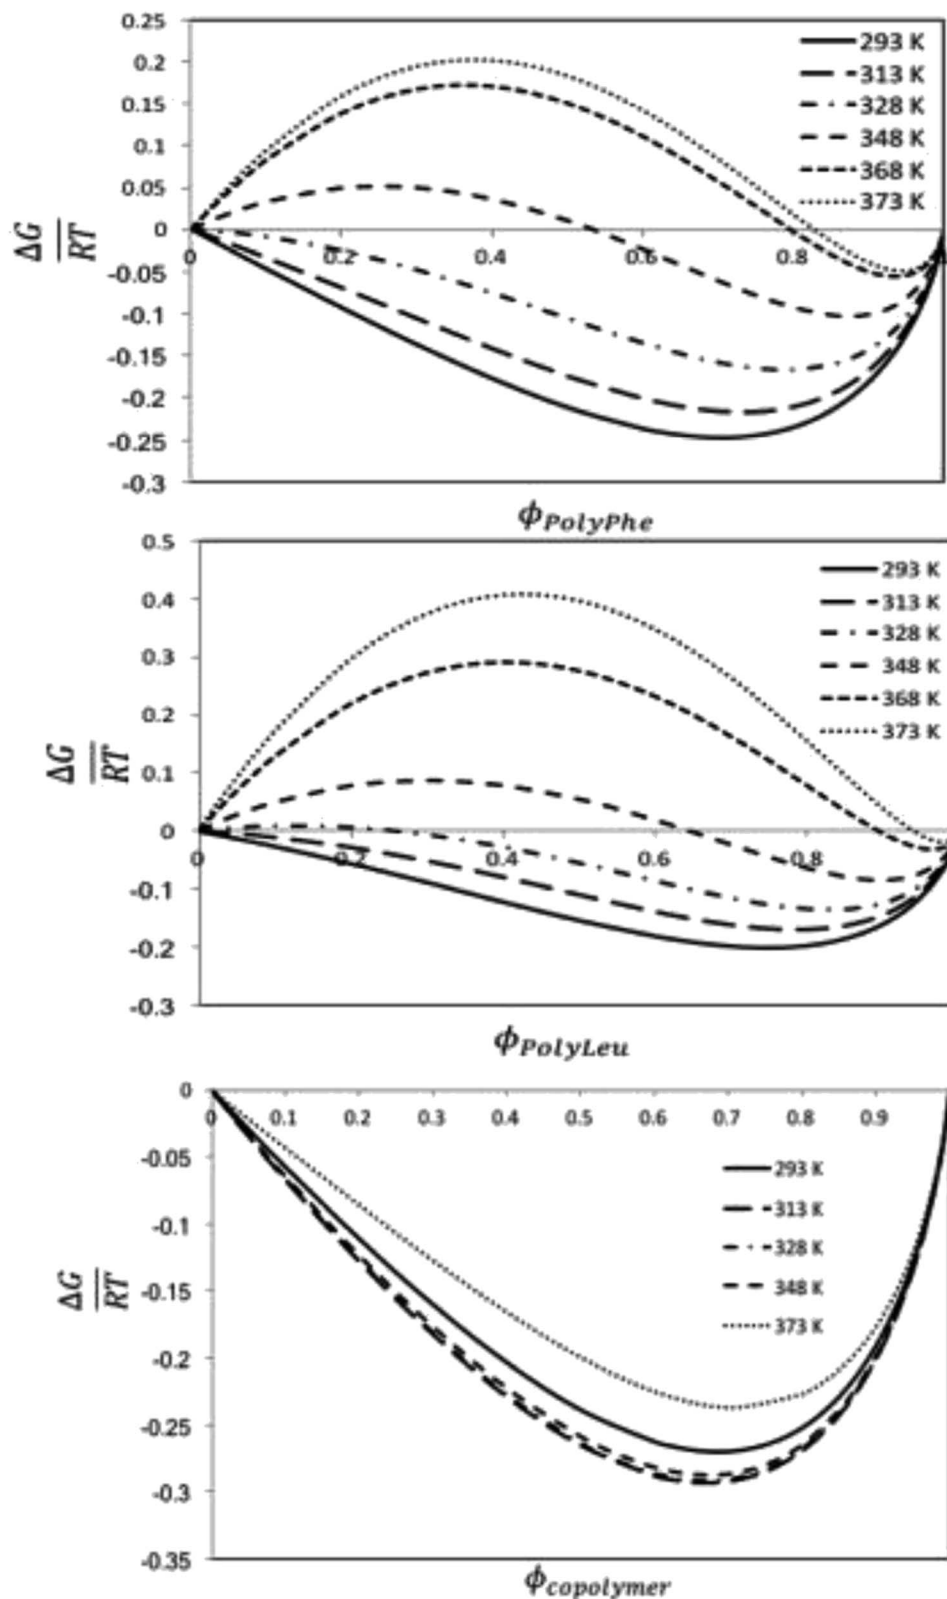 0.25
0.2
0.15
0.1
0.05
0
-0.05
-0.1
-0.15
-0.2
-0.25
-0.3
ΔG
RT
0 0.2 0.4 0.6 0.8 1
293 K
313 K
328 K
348 K
368 K
373 K
ϕPolyPhe
0.5
0.4
0.3
0.2
0.1
0
-0.1
-0.2
-0.3
ΔG
RT
0 0.2 0.4 0.6 0.8
293 K
313 K
328 K
348 K
368 K
373 K
ϕPolyLeu
0
-0.05
-0.1
-0.15
-0.2
-0.25
-0.3
-0.35
ΔG
RT
0 0.1 0.2 0.3 0.4 0.5 0.6 0.7 0.8 0.9
293 K
313 K
328 K
348 K
373 K
ϕcopolymer